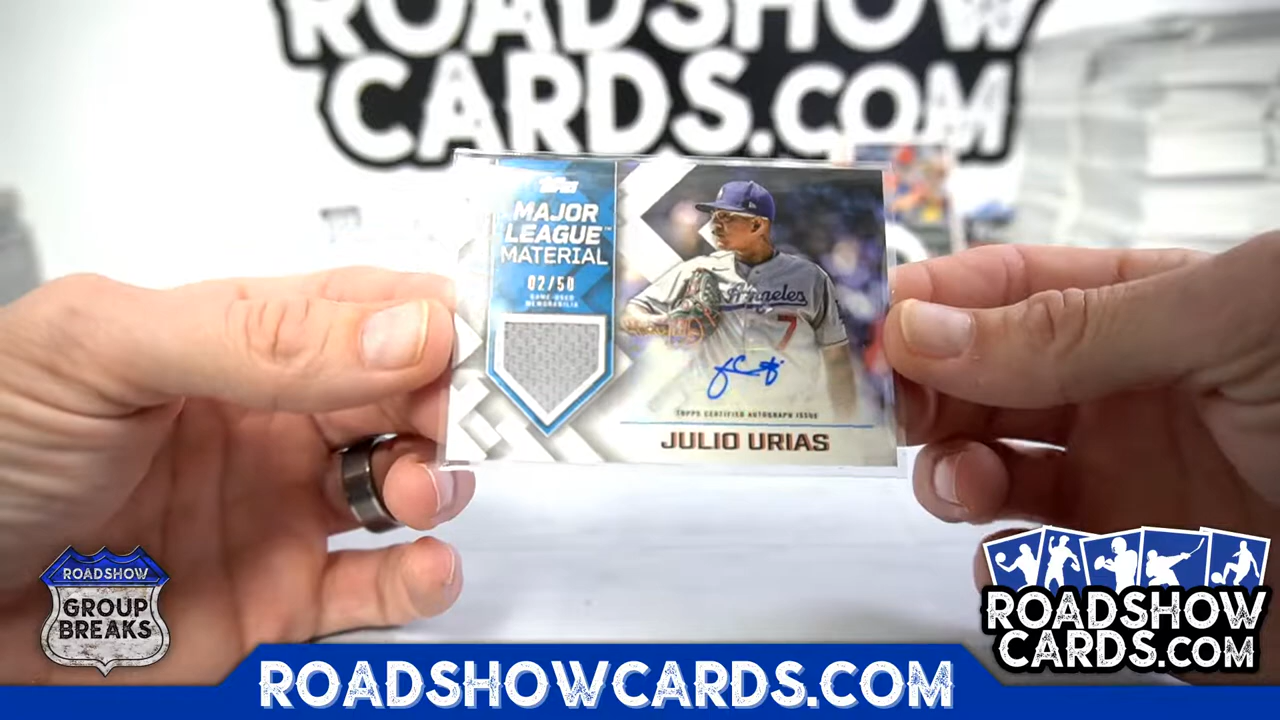 ROADSHOW
CARDS.COM
Topps
MAJOR
LEAGUE™
MATERIAL
02/50
GAME-USED
MEMORABILIA
Angeles
7
TOPPS CERTIFIED AUTOGRAPH ISSUE
JULIO URIAS
ROADSHOW
GROUP
BREAKS
ROADSHOW
CARDS.COM
ROADSHOWCARDS.COM